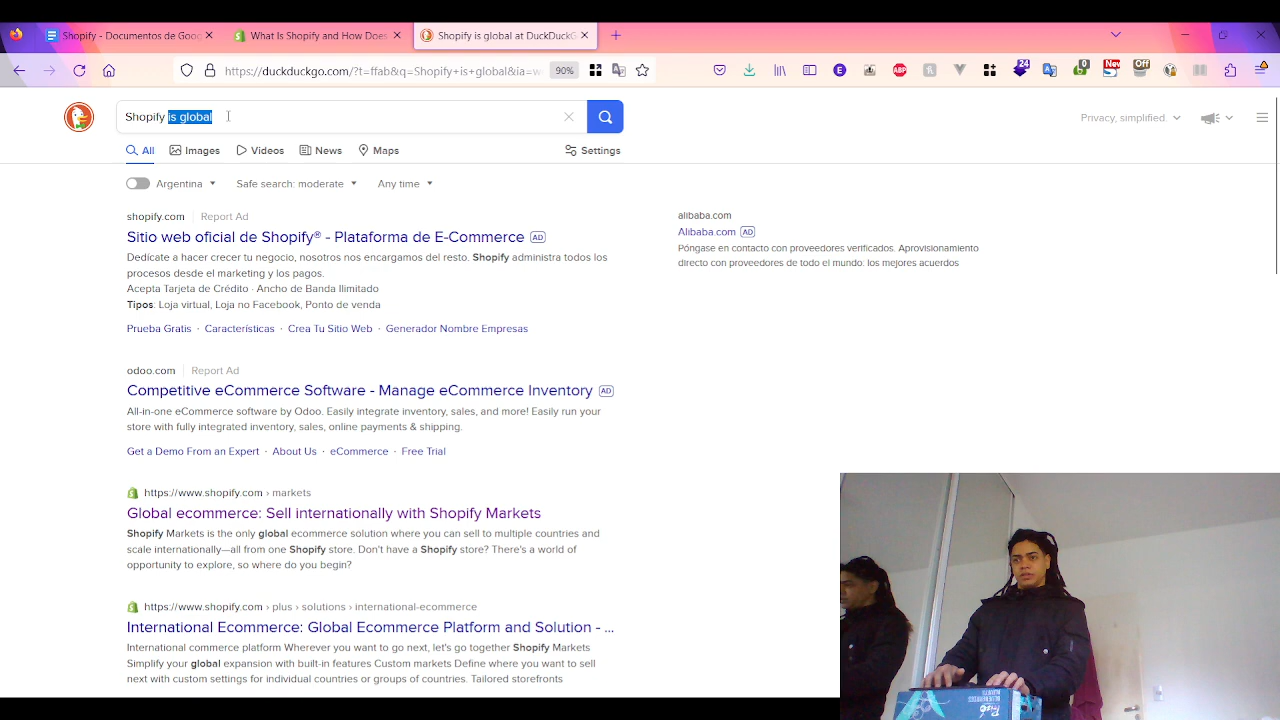 Shopify - Documentos de Goo
What Is Shopify and How Does
Shopify is global at DuckDuckG
https://duckduckgo.com/?t=ffab&q=Shopify+is+global&ia=w
90%
24
0
New
Off
ABP
E
Shopify is global
Privacy, simplified.
All
Images
Videos
News
Maps
Settings
Argentina
Safe search: moderate
Any time
shopify.com
Report Ad
Sitio web oficial de Shopify® - Plataforma de E-Commerce AD
Dedícate a hacer crecer tu negocio, nosotros nos encargamos del resto. Shopify administra todos los
procesos desde el marketing y los pagos.
Acepta Tarjeta de Crédito · Ancho de Banda Ilimitado
Tipos: Loja virtual, Loja no Facebook, Ponto de venda
Prueba Gratis · Características · Crea Tu Sitio Web · Generador Nombre Empresas
alibaba.com
Alibaba.com AD
Póngase en contacto con proveedores verificados. Aprovisionamiento
directo con proveedores de todo el mundo. los mejores acuerdos
odoo.com
Report Ad
Competitive eCommerce Software - Manage eCommerce Inventory AD
All-in-one eCommerce software by Odoo. Easily integrate inventory, sales, and more! Easily run your
store with fully integrated inventory, sales, online payments & shipping.
Get a Demo From an Expert · About Us · eCommerce · Free Trial
https://www.shopify.com › markets
Global ecommerce: Sell internationally with Shopify Markets
Shopify Markets is the only global ecommerce solution where you can sell to multiple countries and
scale internationally—all from one Shopify store. Don't have a Shopify store? There's a world of
opportunity to explore, so where do you begin?
https://www.shopify.com › plus › solutions › international-ecommerce
International Ecommerce: Global Ecommerce Platform and Solution - ...
International commerce platform Wherever you want to go next, let's go together Shopify Markets
Simplify your global expansion with built-in features Custom markets Define where you want to sell
next with custom settings for individual countries or groups of countries. Tailored storefronts